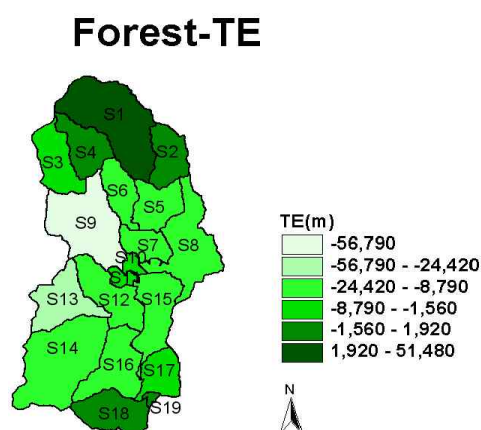 Forest-TE
S1
S4
S2
S3
S6
S5
S9
S7
S8
S10
S11
S13
S12
S15
S14
S16
S17
S18
S19
TE(m)
-56,790
-56,790 - -24,420
-24,420 - -8,790
-8,790 - -1,560
-1,560 - 1,920
1,920 - 51,480
N